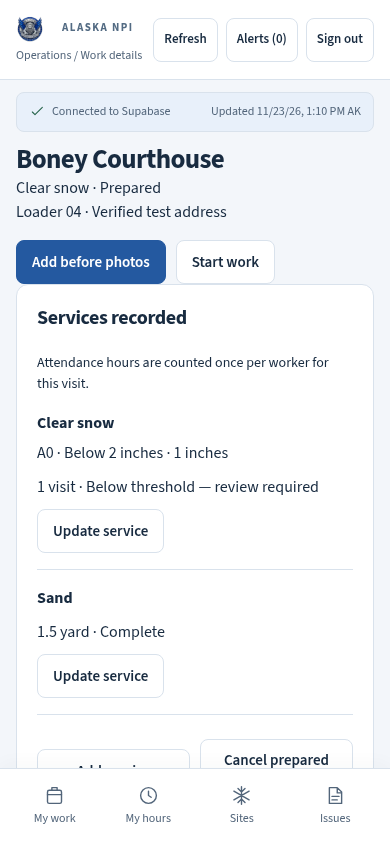 ALASKA NPI
Operations / Work details
Refresh
Alerts (0)
Sign out
Connected to Supabase
Updated 11/23/26, 1:10 PM AK
Boney Courthouse
Clear snow · Prepared
Loader 04 · Verified test address
Add before photos
Start work
Services recorded
Attendance hours are counted once per worker for
this visit.
Clear snow
A0 · Below 2 inches · 1 inches
1 visit · Below threshold — review required
Update service
Sand
1.5 yard · Complete
Update service
Cancel prepared
My work
My hours
Sites
Issues